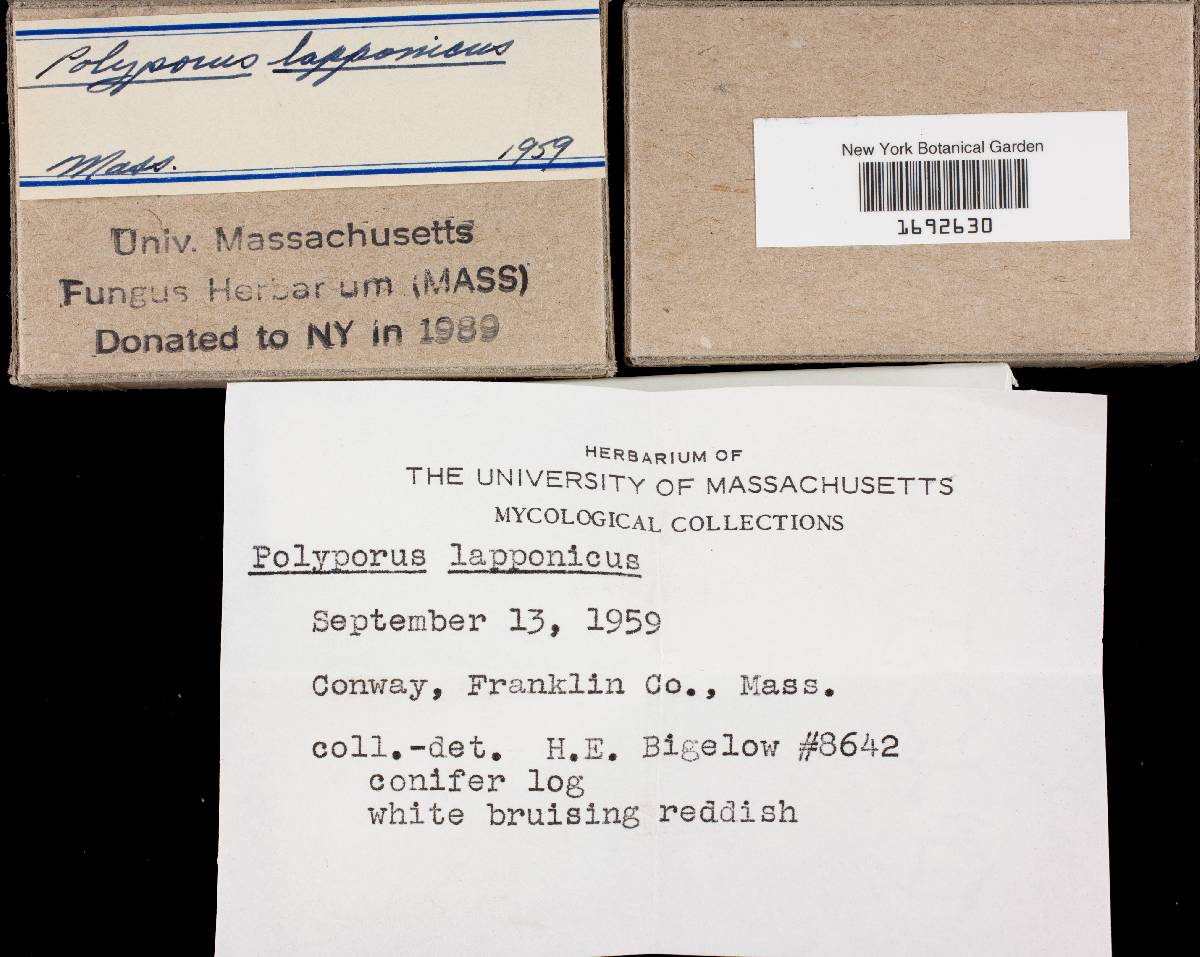 Polyporus lapponicus
Mass. 1959
Univ. Massachusetts
Fungus Herbarium (MASS)
Donated to NY in 1989
New York Botanical Garden
1692630
HERBARIUM OF
THE UNIVERSITY OF MASSACHUSETTS
MYCOLOGICAL COLLECTIONS
Polyporus lapponicus
September 13, 1959
Conway, Franklin Co., Mass.
coll.-det. H.E. Bigelow #8642
conifer log
white bruising reddish